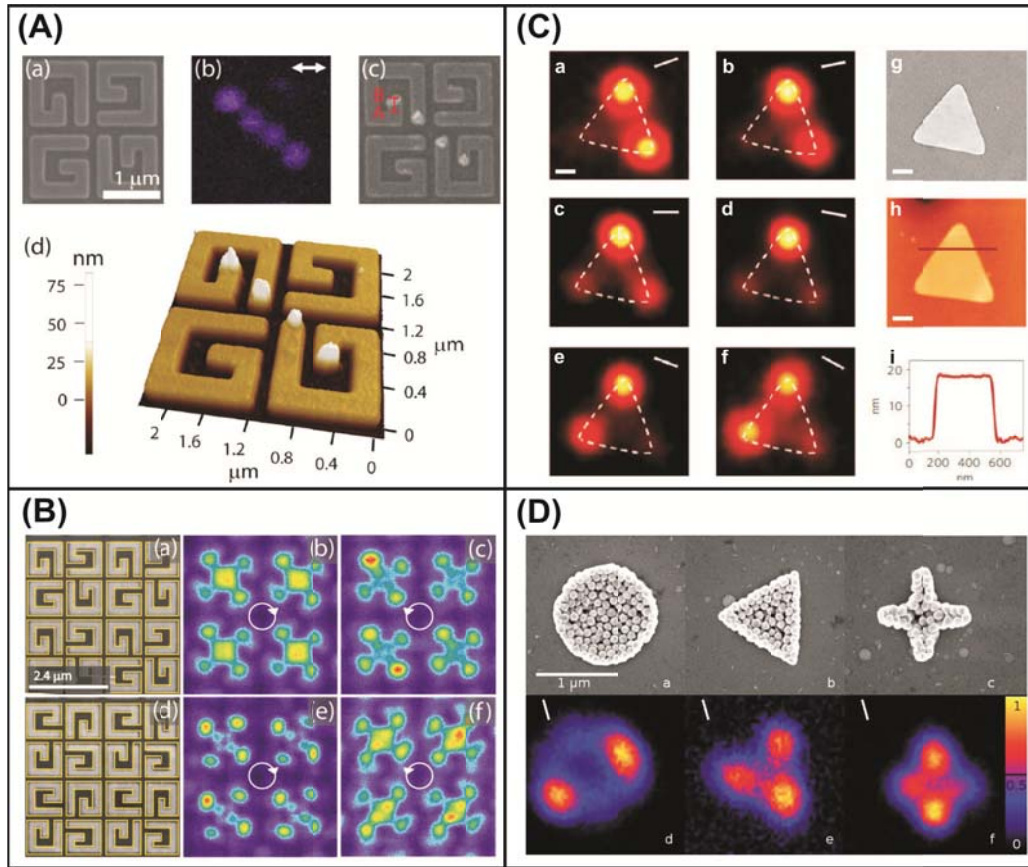 (A)
(a)
(b)
(c)
1 μm
(d)
nm
75
50
25
0
2
1.6
1.2
0.8
0.4
0
μm
2
1.6
1.2
0.8
0.4
0
μm
(C)
a
b
g
c
d
h
e
f
i
20
10
0
nm
0 200 400 600
nm
(B)
(a)
(b)
(c)
2.4 μm
(d)
(e)
(f)
(D)
1 μm
a
b
c
1
0.5
0
d
e
f